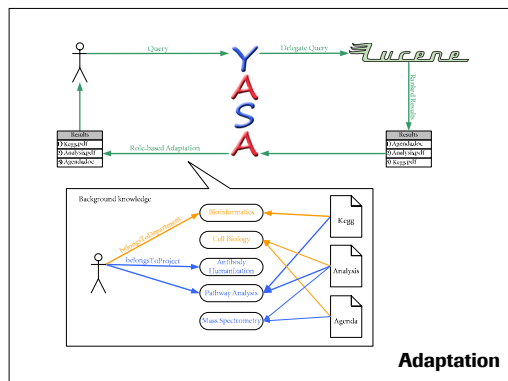 Query
Delegate Query
YASA
Lucene
Ranked Results
Results
1) Kegg.pdf
2) Analysis.pdf
3) Agenda.doc
Role-based Adaptation
Results
1) Agenda.doc
2) Analysis.pdf
3) Kegg.pdf
Background knowledge
belongsToDepartment
Bioinformatics
Kegg
Cell Biology
belongsToProject
Antibody
Humanization
Analysis
Pathway Analysis
Mass Spectrometry
Agenda
Adaptation